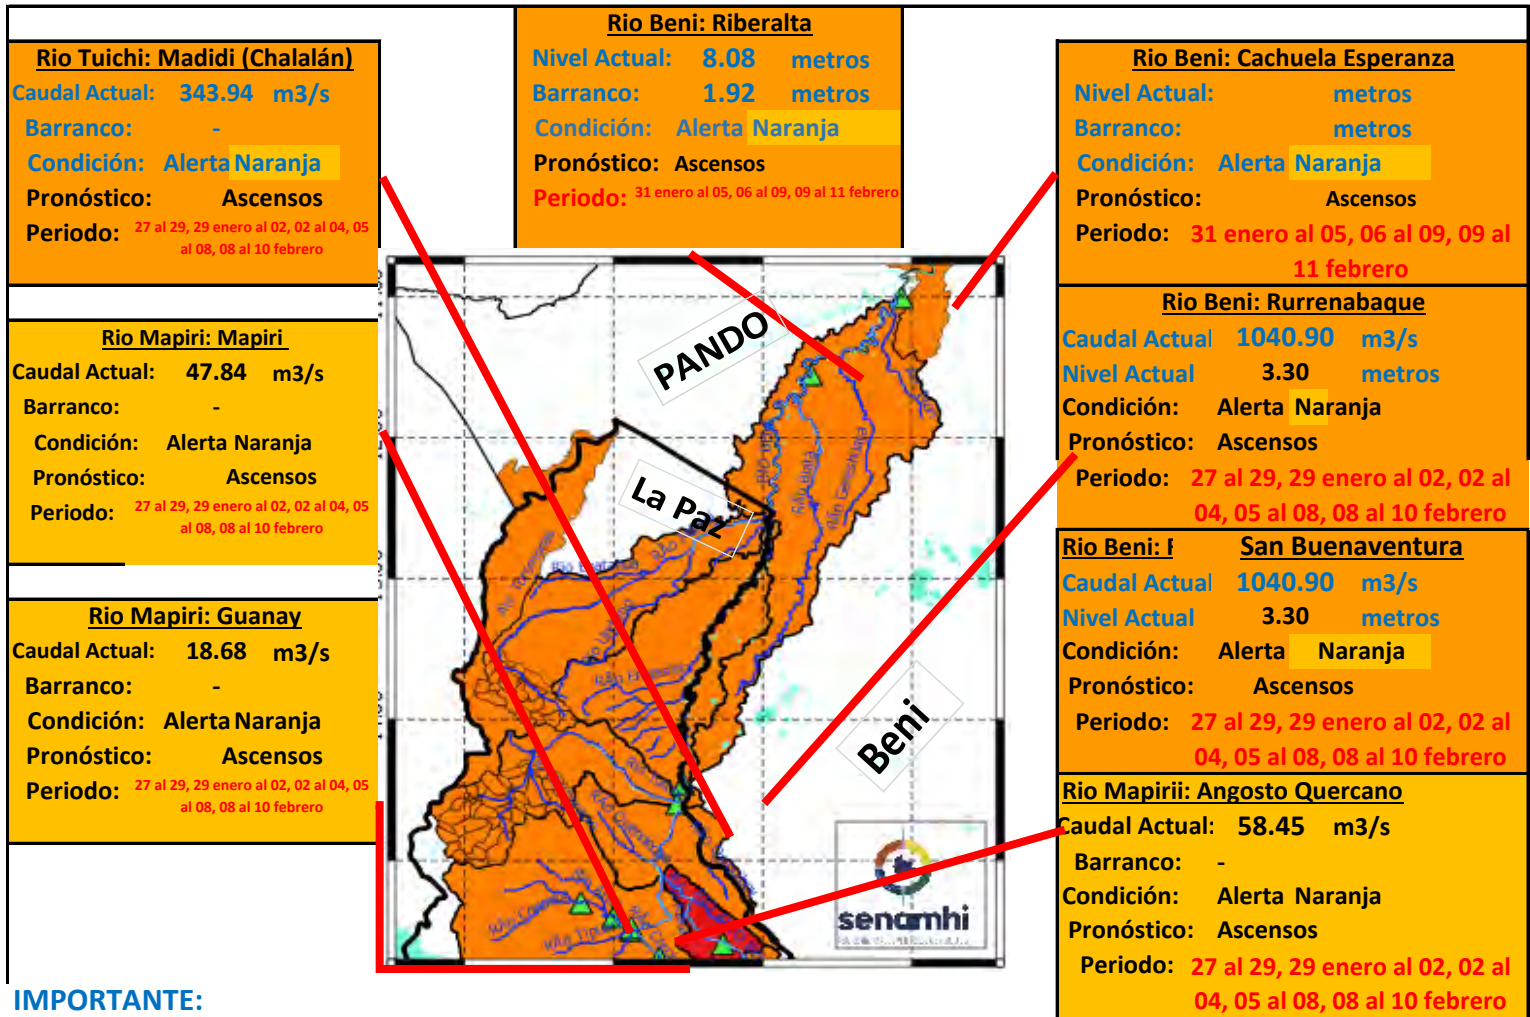 Rio Tuichi: Madidi (Chalalán)
Caudal Actual: 343.94 m3/s
Barranco: -
Condición: Alerta Naranja
Pronóstico: Ascensos
Periodo: 27 al 29, 29 enero al 02, 02 al 04, 05
al 08, 08 al 10 febrero
Rio Mapiri: Mapiri
Caudal Actual: 47.84 m3/s
Barranco: -
Condición: Alerta Naranja
Pronóstico: Ascensos
Periodo: 27 al 29, 29 enero al 02, 02 al 04, 05
al 08, 08 al 10 febrero
Rio Mapiri: Guanay
Caudal Actual: 18.68 m3/s
Barranco: -
Condición: Alerta Naranja
Pronóstico: Ascensos
Periodo: 27 al 29, 29 enero al 02, 02 al 04, 05
al 08, 08 al 10 febrero
Rio Beni: Riberalta
Nivel Actual: 8.08 metros
Barranco: 1.92 metros
Condición: Alerta Naranja
Pronóstico: Ascensos
Periodo: 31 enero al 05, 06 al 09, 09 al 11 febrero
PANDO
La Paz
Beni
senamhi
Rio Beni: Cachuela Esperanza
Nivel Actual: metros
Barranco: metros
Condición: Alerta Naranja
Pronóstico: Ascensos
Periodo: 31 enero al 05, 06 al 09, 09 al
11 febrero
Rio Beni: Rurrenabaque
Caudal Actual 1040.90 m3/s
Nivel Actual 3.30 metros
Condición: Alerta Naranja
Pronóstico: Ascensos
Periodo: 27 al 29, 29 enero al 02, 02 al
04, 05 al 08, 08 al 10 febrero
Rio Beni: San Buenaventura
Caudal Actual 1040.90 m3/s
Nivel Actual 3.30 metros
Condición: Alerta Naranja
Pronóstico: Ascensos
Periodo: 27 al 29, 29 enero al 02, 02 al
04, 05 al 08, 08 al 10 febrero
Rio Mapirii: Angosto Quercano
Caudal Actual: 58.45 m3/s
Barranco: -
Condición: Alerta Naranja
Pronóstico: Ascensos
Periodo: 27 al 29, 29 enero al 02, 02 al
04, 05 al 08, 08 al 10 febrero
IMPORTANTE: